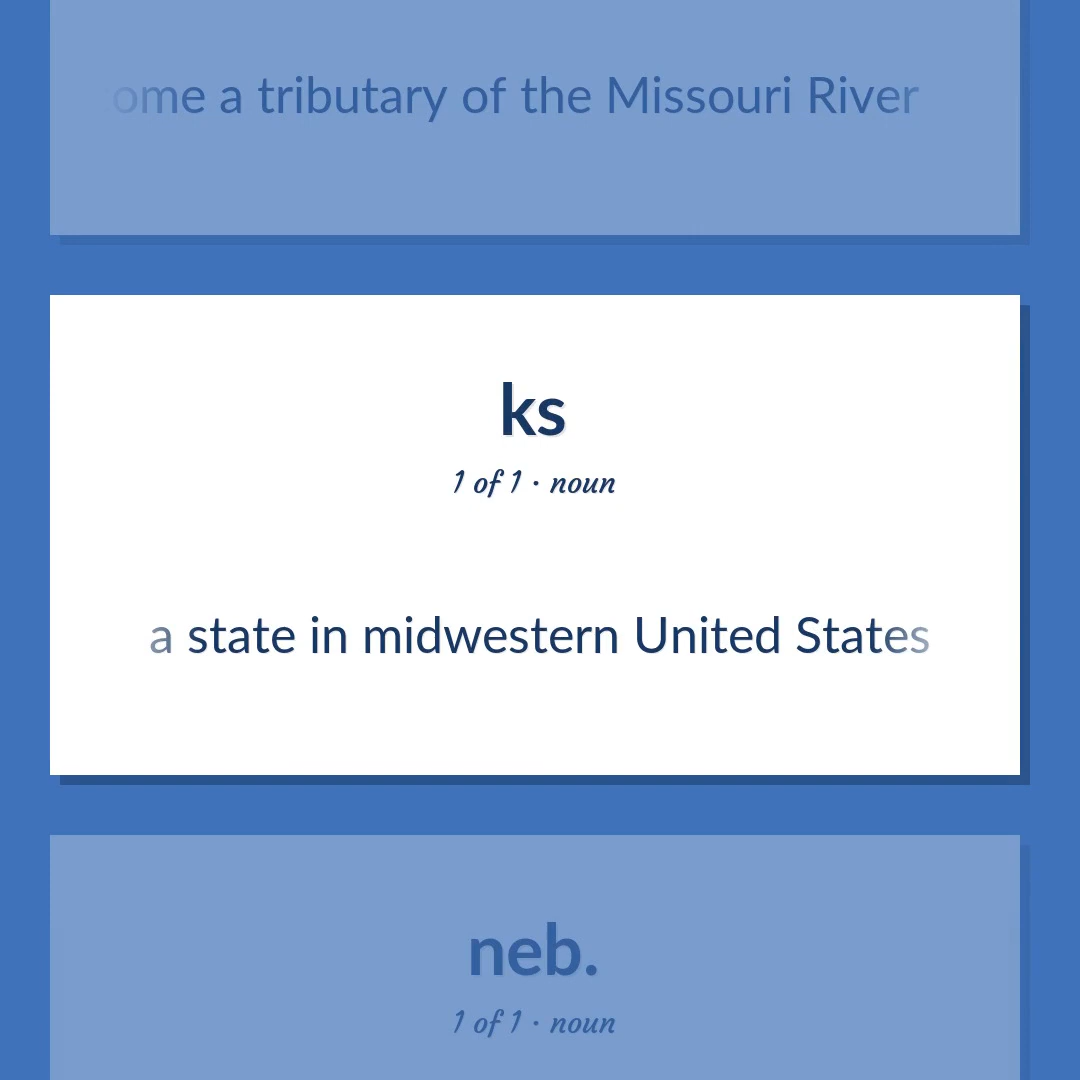 ome a tributary of the Missouri River
ks
1 of 1 · noun
a state in midwestern United States
neb.
1 of 1 · noun